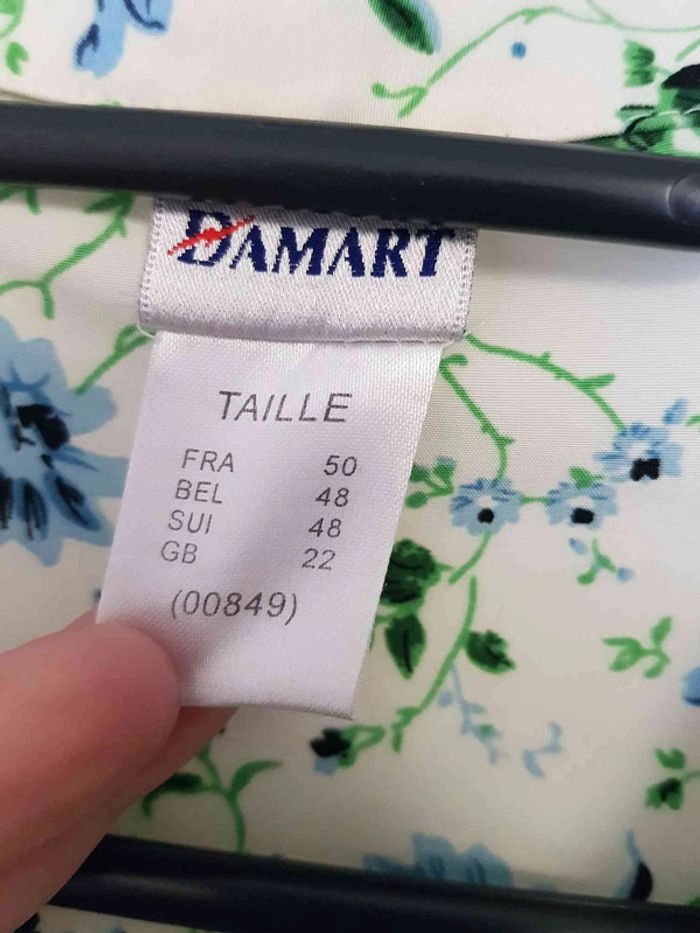 DAMART
TAILLE
FRA 50
BEL 48
SUI 48
GB 22
(00849)